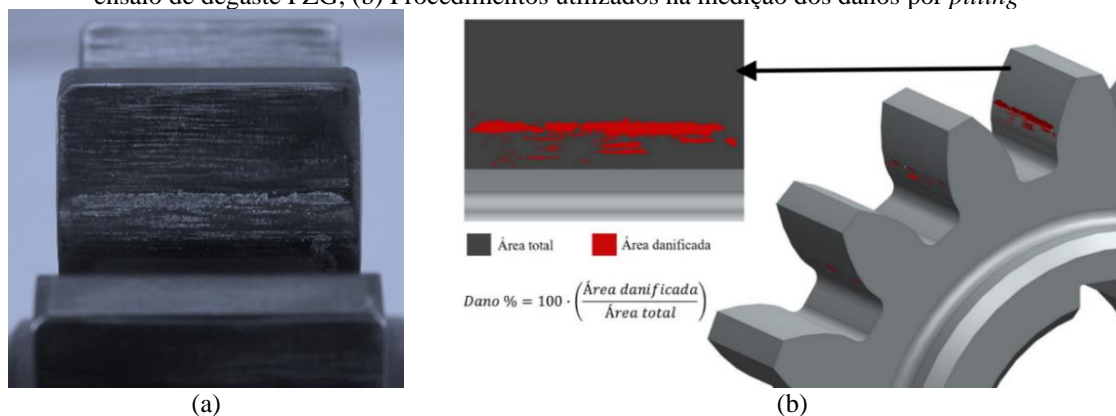 ensaio de degaste FZG; (b) Procedimentos utilizados na medição dos danos por pitting
Área total
Área danificada
Dano % = 100 · (Área danificada / Área total)
(a)
(b)